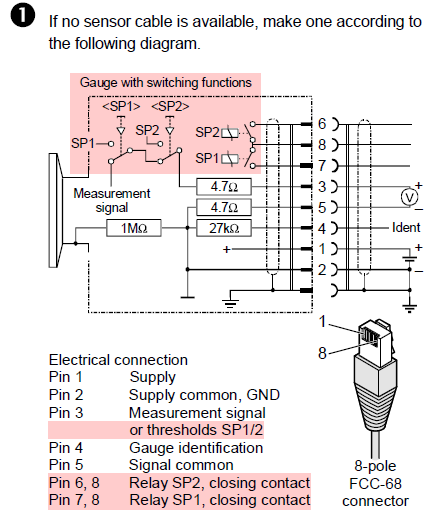 1 If no sensor cable is available, make one according to
the following diagram.
Gauge with switching functions
<SP1> <SP2>
SP1 SP2 SP2
SP1
Measurement
signal
4.7Ω
4.7Ω
1MΩ 27kΩ
+
6
8
7
3 +
V
5 –
4 Ident
1 +
2 –
1
8
Electrical connection
Pin 1 Supply
Pin 2 Supply common, GND
Pin 3 Measurement signal
or thresholds SP1/2
Pin 4 Gauge identification
Pin 5 Signal common
Pin 6, 8 Relay SP2, closing contact
Pin 7, 8 Relay SP1, closing contact
8-pole
FCC-68
connector